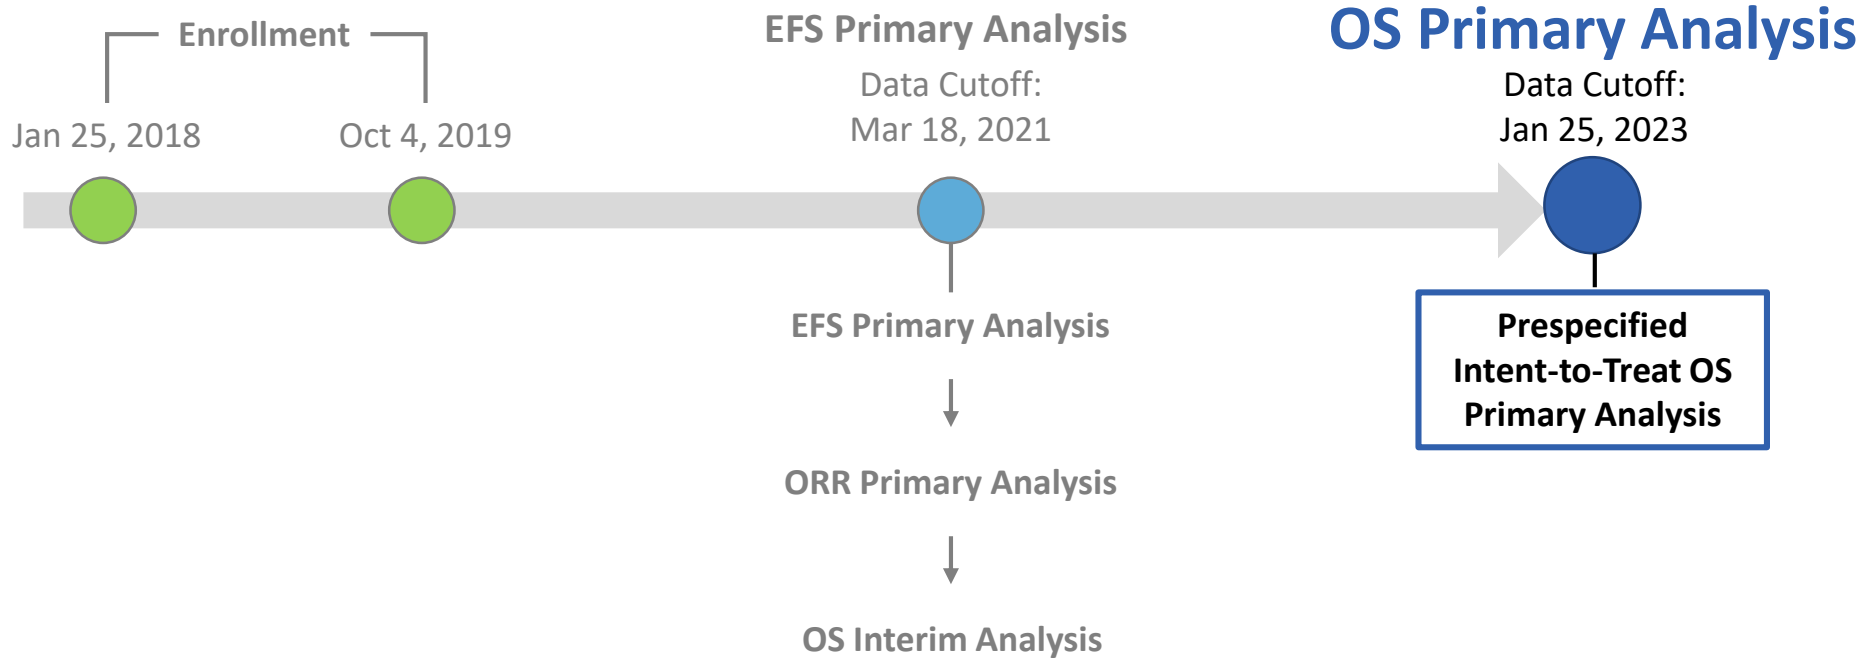 Enrollment
Jan 25, 2018
Oct 4, 2019
EFS Primary Analysis
Data Cutoff:
Mar 18, 2021
OS Primary Analysis
Data Cutoff:
Jan 25, 2023
EFS Primary Analysis
ORR Primary Analysis
OS Interim Analysis
Prespecified
Intent-to-Treat OS
Primary Analysis